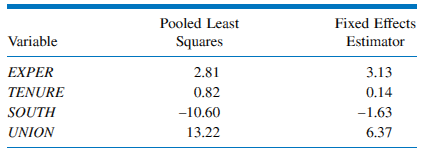 Pooled Least Fixed Effects
Variable Squares Estimator
EXPER 2.81 3.13
TENURE 0.82 0.14
SOUTH −10.60 −1.63
UNION 13.22 6.37